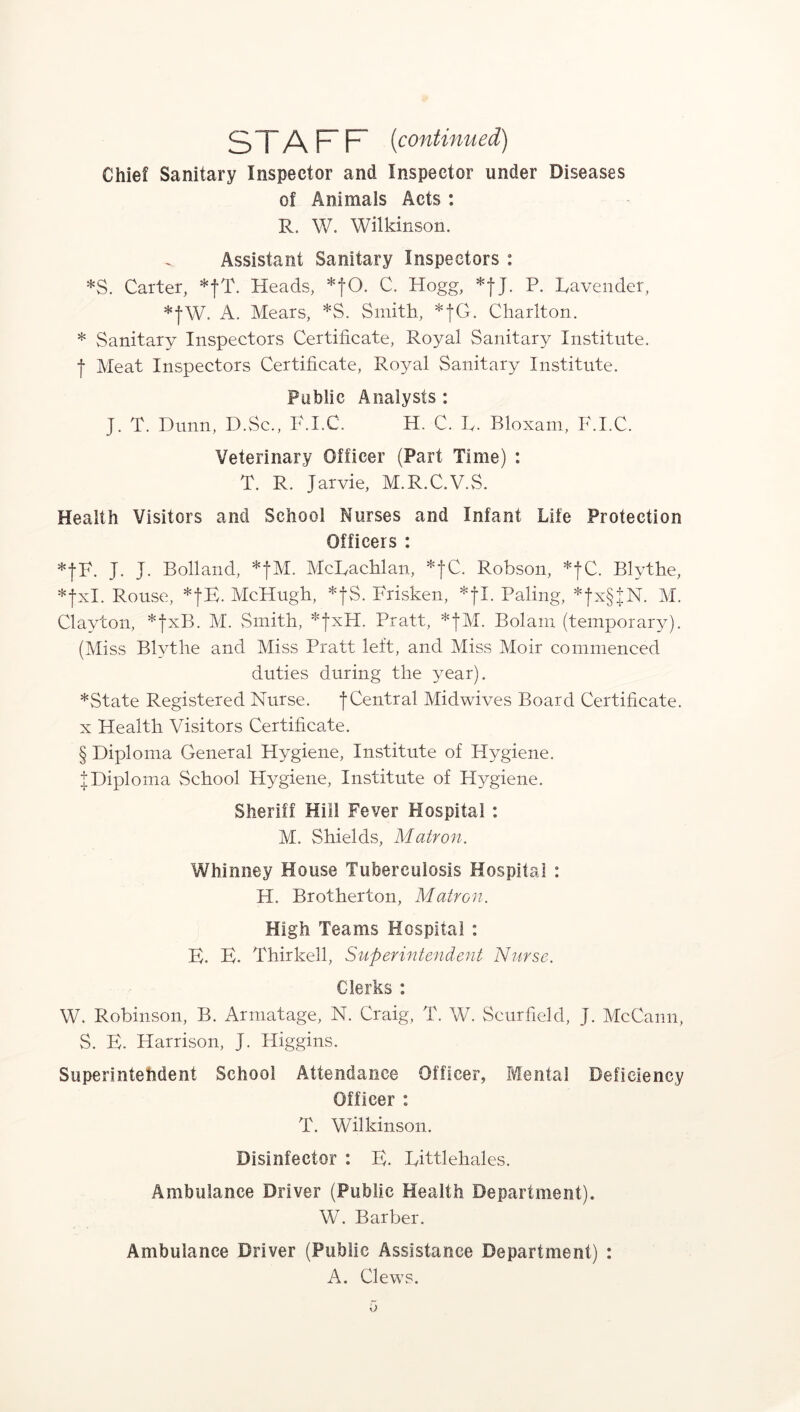 STAFF (continued)
Chief Sanitary Inspector and Inspector under Diseases
of Animals Acts :
R. W. Wilkinson.
Assistant Sanitary Inspectors :
*S. Carter, *†T. Heads, *†O. C. Hogg, *†J. P. Lavender,
*†W. A. Mears, *S. Smith, *†G. Charlton.
* Sanitary Inspectors Certificate, Royal Sanitary Institute.
† Meat Inspectors Certificate, Royal Sanitary Institute.
Public Analysts :
J. T. Dunn, D.Sc., F.I.C. H. C. L. Bloxam, F.I.C.
Veterinary Officer (Part Time) :
T. R. Jarvie, M.R.C.V.S.
Health Visitors and School Nurses and Infant Life Protection
Officers :
*†F. J. J. Bolland, *†M. McLachlan, *†C. Robson, *†C. Blythe,
*†xI. Rouse, *†E. McHugh, *†S. Frisken, *†I. Paling, *†x§‡N. M.
Clayton, *†xB. M. Smith, *†xH. Pratt, *†M. Bolam (temporary).
(Miss Blythe and Miss Pratt left, and Miss Moir commenced
duties during the year).
*State Registered Nurse. †Central Midwives Board Certificate.
x Health Visitors Certificate.
§ Diploma General Hygiene, Institute of Hygiene.
‡Diploma School Hygiene, Institute of Hygiene.
Sheriff Hill Fever Hospital :
M. Shields, Matron.
Whinney House Tuberculosis Hospital :
H. Brotherton, Matron.
High Teams Hospital :
E. E. Thirkell, Superintendent Nurse.
Clerks :
W. Robinson, B. Armatage, N. Craig, T. W. Scurfield, J. McCann,
S. E. Harrison, J. Higgins.
Superintendent School Attendance Officer, Mental Deficiency
Officer :
T. Wilkinson.
Disinfector : E. Littlehales.
Ambulance Driver (Public Health Department).
W. Barber.
Ambulance Driver (Public Assistance Department) :
A. Clews.
5